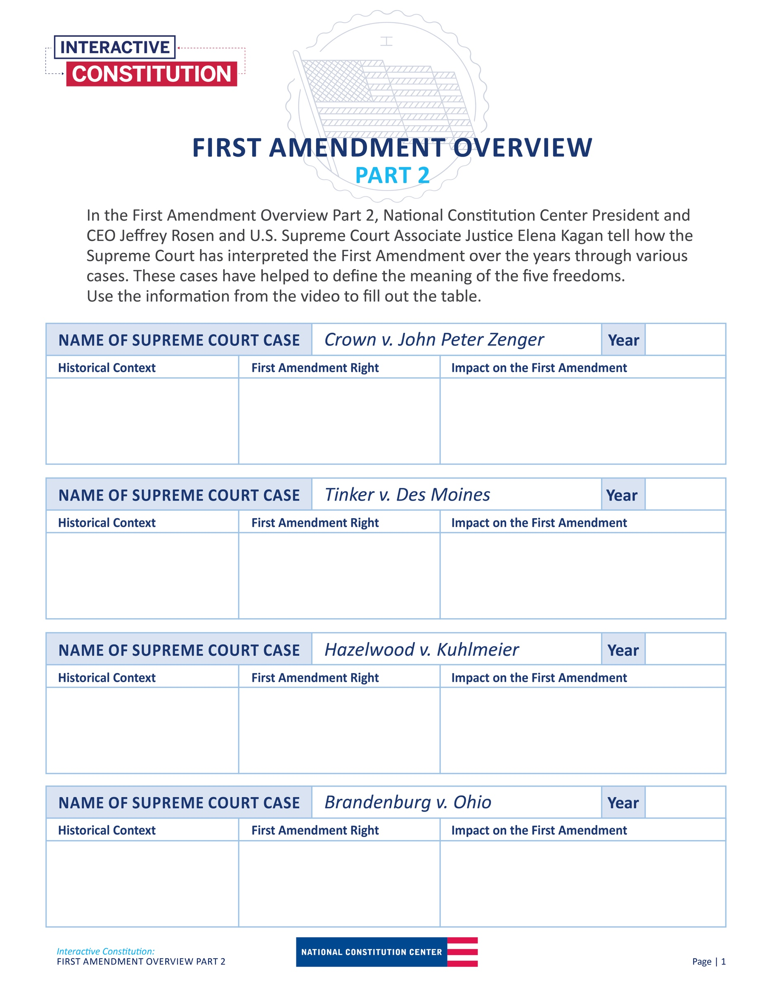 INTERACTIVE
CONSTITUTION
FIRST AMENDMENT OVERVIEW
PART 2
In the First Amendment Overview Part 2, National Constitution Center President and
CEO Jeffrey Rosen and U.S. Supreme Court Associate Justice Elena Kagan tell how the
Supreme Court has interpreted the First Amendment over the years through various
cases. These cases have helped to define the meaning of the five freedoms.
Use the information from the video to fill out the table.
NAME OF SUPREME COURT CASE Crown v. John Peter Zenger Year
Historical Context First Amendment Right Impact on the First Amendment
NAME OF SUPREME COURT CASE Tinker v. Des Moines Year
Historical Context First Amendment Right Impact on the First Amendment
NAME OF SUPREME COURT CASE Hazelwood v. Kuhlmeier Year
Historical Context First Amendment Right Impact on the First Amendment
NAME OF SUPREME COURT CASE Brandenburg v. Ohio Year
Historical Context First Amendment Right Impact on the First Amendment
Interactive Constitution:
FIRST AMENDMENT OVERVIEW PART 2
NATIONAL CONSTITUTION CENTER
Page | 1